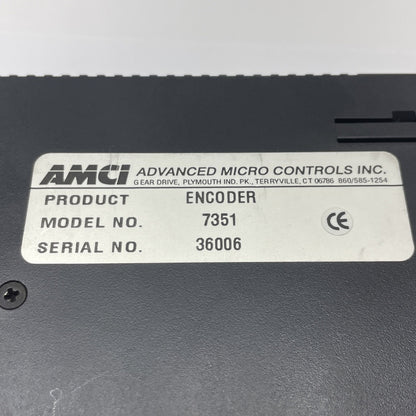 AMCI ADVANCED MICRO CONTROLS INC.
GEAR DRIVE, PLYMOUTH IND. PK., TERRYVILLE, CT 06786 860/585-1254
PRODUCT ENCODER
MODEL NO. 7351
SERIAL NO. 36006
CE